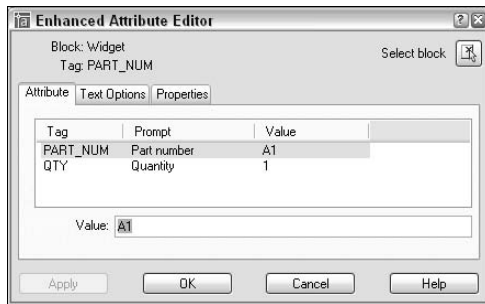 Enhanced Attribute Editor
Block: Widget
Tag: PART_NUM
Select block
Attribute Text Options Properties
Tag Prompt Value
PART_NUM Part number A1
QTY Quantity 1
Value: A1
Apply OK Cancel Help